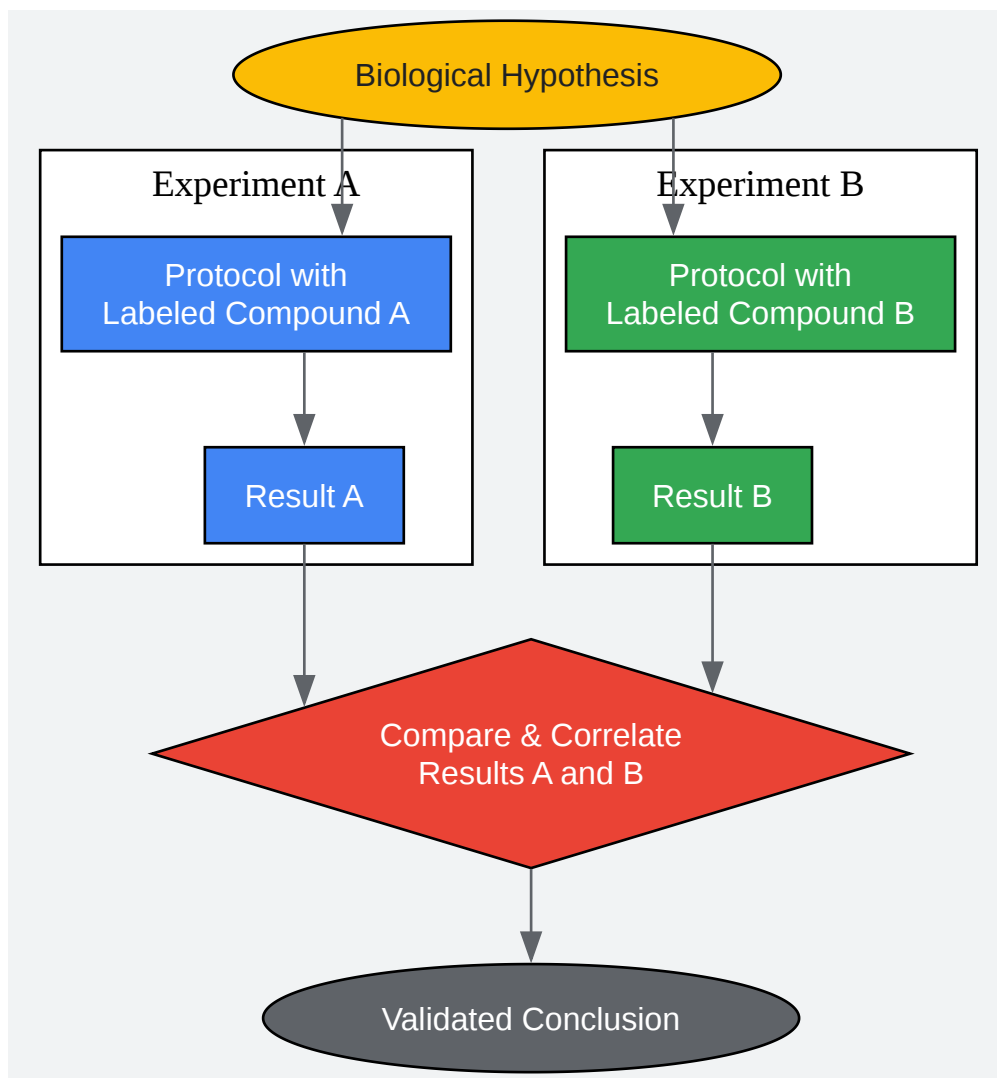 Biological Hypothesis
Experiment A
Protocol with
Labeled Compound A
Result A
Experiment B
Protocol with
Labeled Compound B
Result B
Compare & Correlate
Results A and B
Validated Conclusion